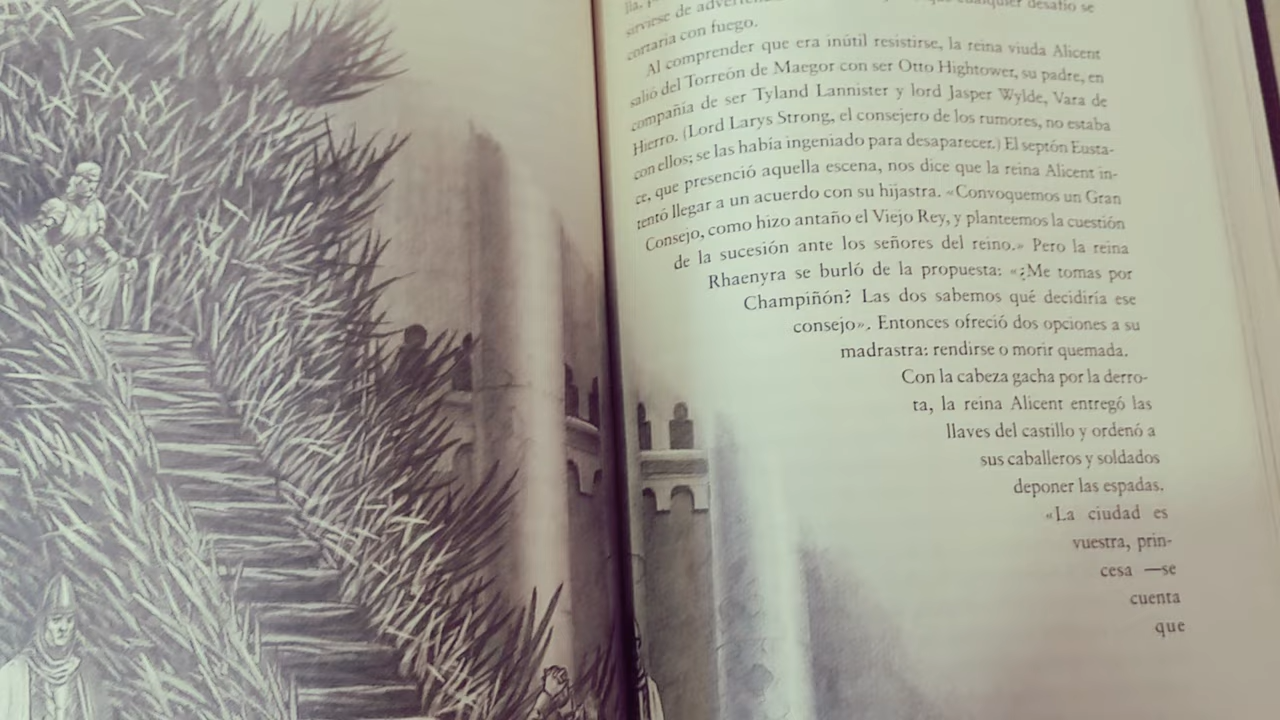 desafío se
cortaría con fuego.
Al comprender que era inútil resistirse, la reina viuda Alicent
salió del Torreón de Maegor con ser Otto Hightower, su padre, en
compañía de ser Tyland Lannister y lord Jasper Wylde, Vara de
Hierro. (Lord Larys Strong, el consejero de los rumores, no estaba
con ellos; se las había ingeniado para desaparecer.) El septón Eusta-
ce, que presenció aquella escena, nos dice que la reina Alicent in-
tentó llegar a un acuerdo con su hijastra. «Convoquemos un Gran
Consejo, como hizo antaño el Viejo Rey, y planteemos la cuestión
de la sucesión ante los señores del reino.» Pero la reina
Rhaenyra se burló de la propuesta: «¿Me tomas por
Champiñón? Las dos sabemos qué decidiría ese
consejo». Entonces ofreció dos opciones a su
madrastra: rendirse o morir quemada.
Con la cabeza gacha por la derro-
ta, la reina Alicent entregó las
llaves del castillo y ordenó a
sus caballeros y soldados
deponer las espadas.
«La ciudad es
vuestra, prin-
cesa —se
cuenta
que